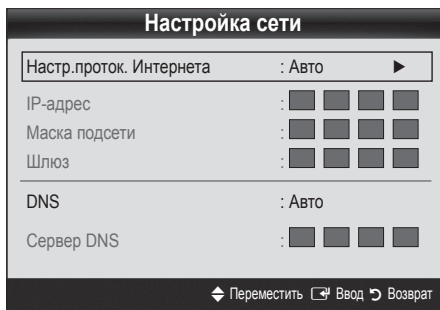 Настройка сети
Настр.проток. Интернета : Авто ►
IP-адрес :
Маска подсети :
Шлюз :
DNS : Авто
Сервер DNS :
Переместить Ввод Возврат